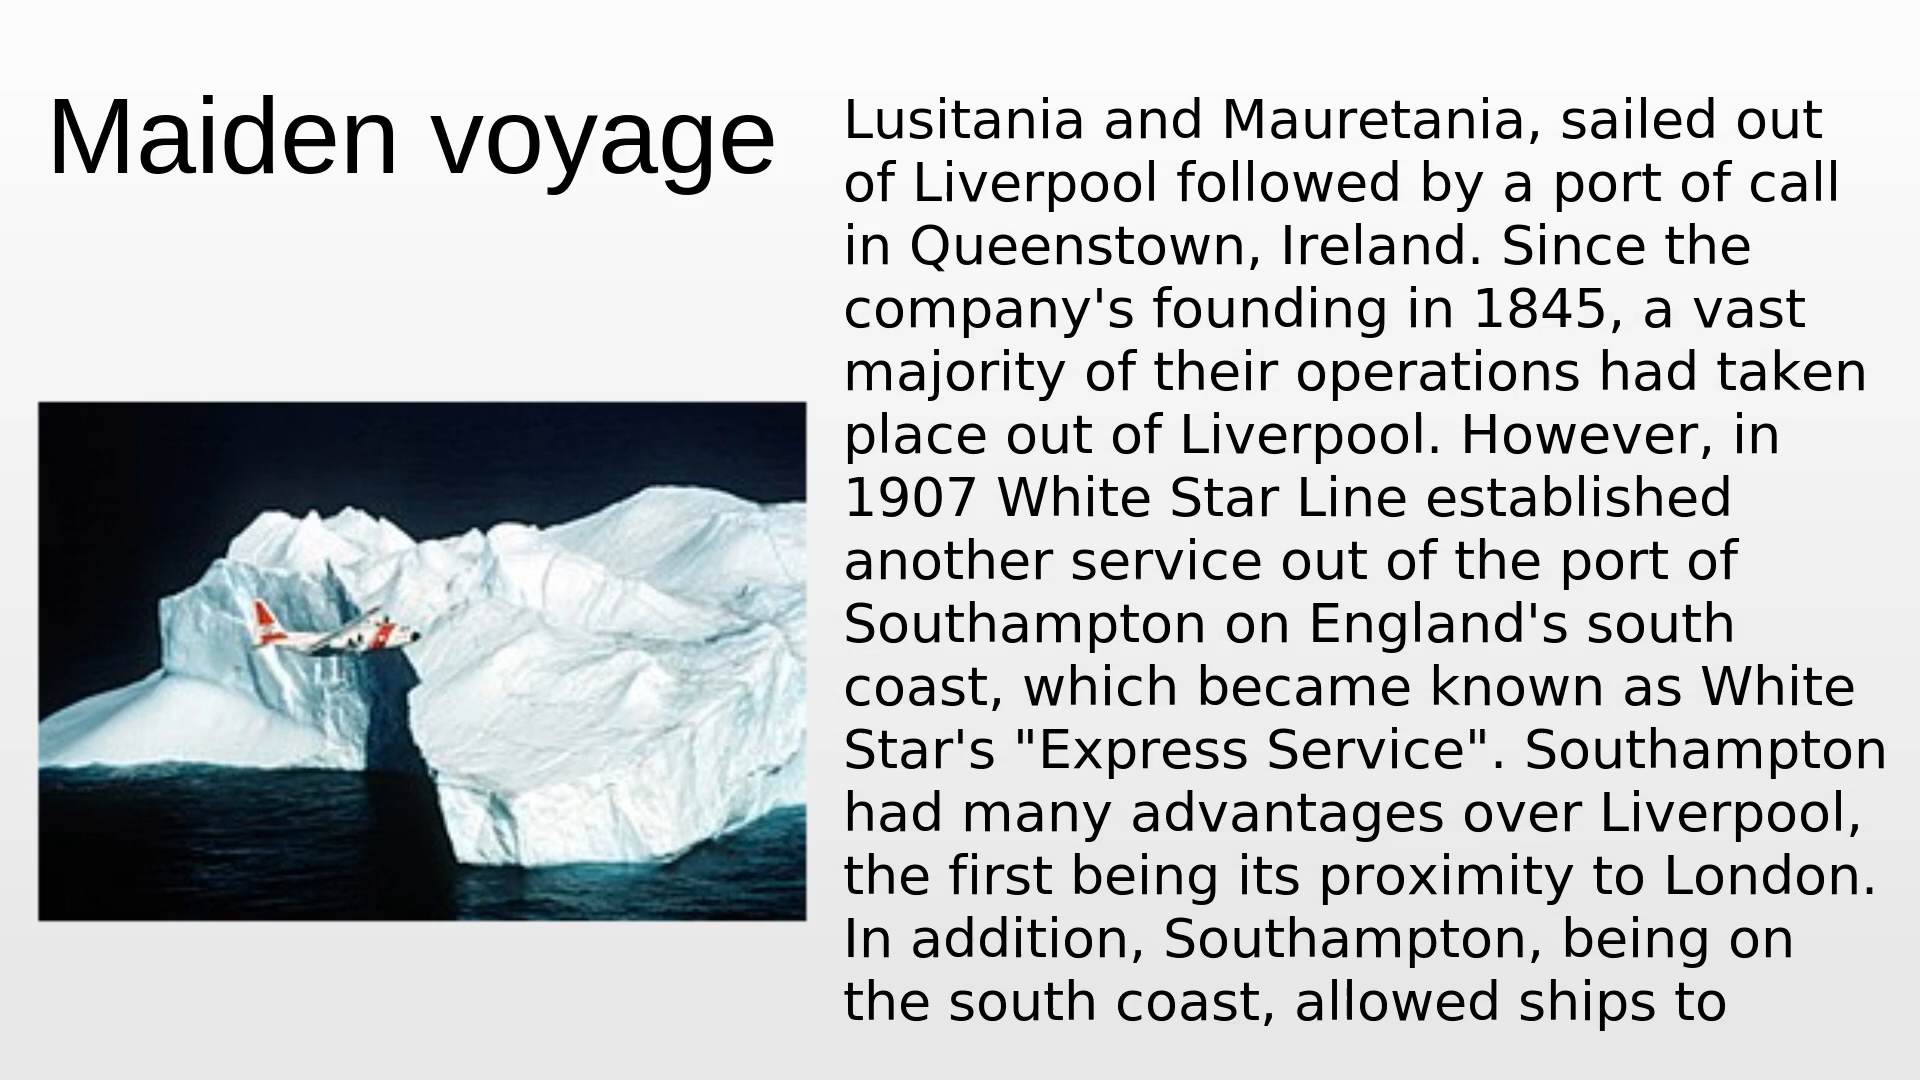 Maiden voyage
Lusitania and Mauretania, sailed out
of Liverpool followed by a port of call
in Queenstown, Ireland. Since the
company's founding in 1845, a vast
majority of their operations had taken
place out of Liverpool. However, in
1907 White Star Line established
another service out of the port of
Southampton on England's south
coast, which became known as White
Star's "Express Service". Southampton
had many advantages over Liverpool,
the first being its proximity to London.
In addition, Southampton, being on
the south coast, allowed ships to